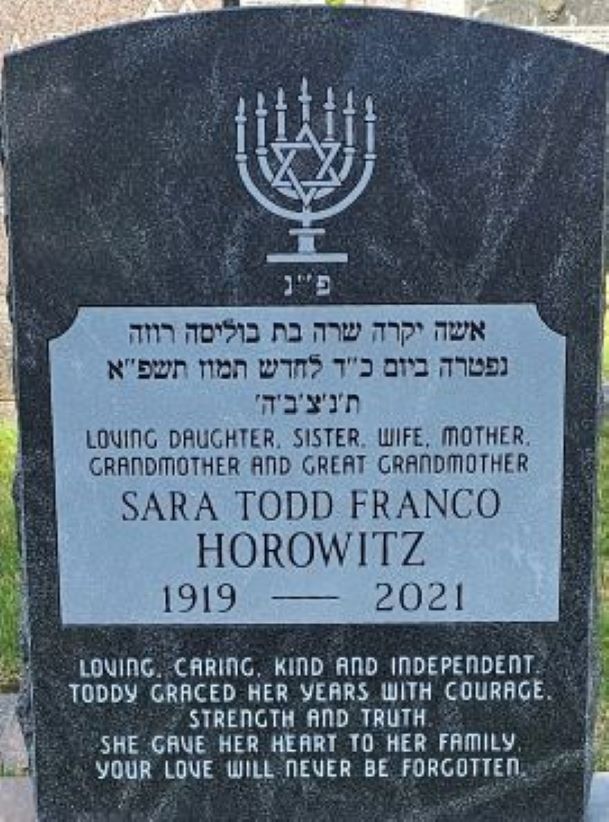 פ"נ
אשה יקרה שרה בת בוליסה רוזה
נפטרה ביום כ"ד לחדש תמוז תשפ"א
ת'נ'צ'ב'ה'
LOVING DAUGHTER, SISTER, WIFE, MOTHER,
GRANDMOTHER AND GREAT GRANDMOTHER
SARA TODD FRANCO
HOROWITZ
1919 — 2021
LOVING, CARING, KIND AND INDEPENDENT.
TODDY GRACED HER YEARS WITH COURAGE,
STRENGTH AND TRUTH.
SHE GAVE HER HEART TO HER FAMILY.
YOUR LOVE WILL NEVER BE FORGOTTEN.